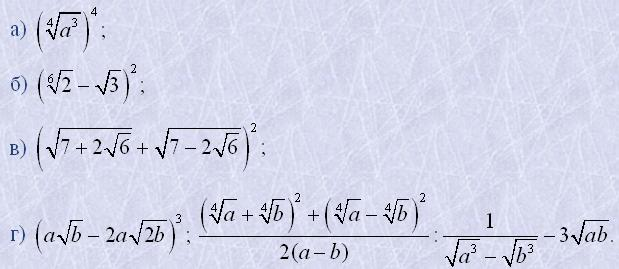 а) (∜(a³))⁴;
б) (⁶√2 − √3)²;
в) (√(7 + 2√6) + √(7 − 2√6))²;
г) (a√b − 2a√(2b))³; ((∜a + ∜b)² + (∜a − ∜b)²) / (2(a − b)) : 1 / (√(a³) − √(b³)) − 3√(ab).